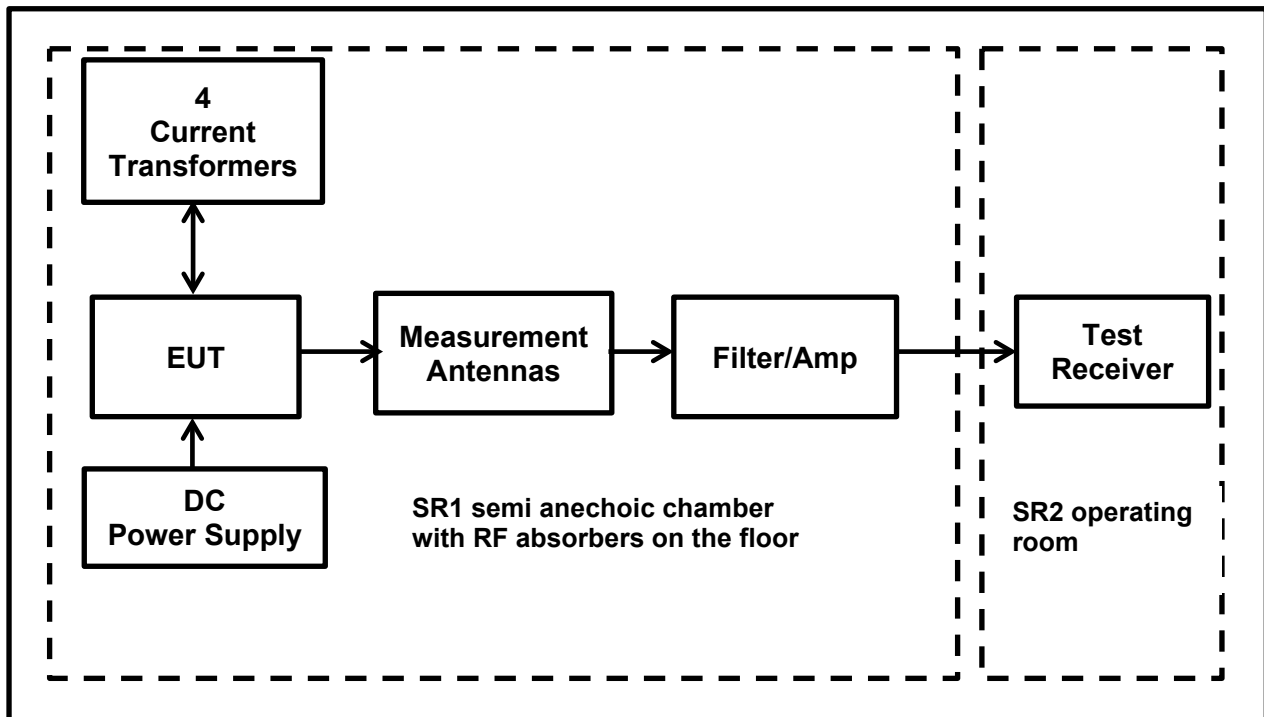 4
Current
Transformers
EUT
Measurement
Antennas
Filter/Amp
Test
Receiver
DC
Power Supply
SR1 semi anechoic chamber
with RF absorbers on the floor
SR2 operating
room